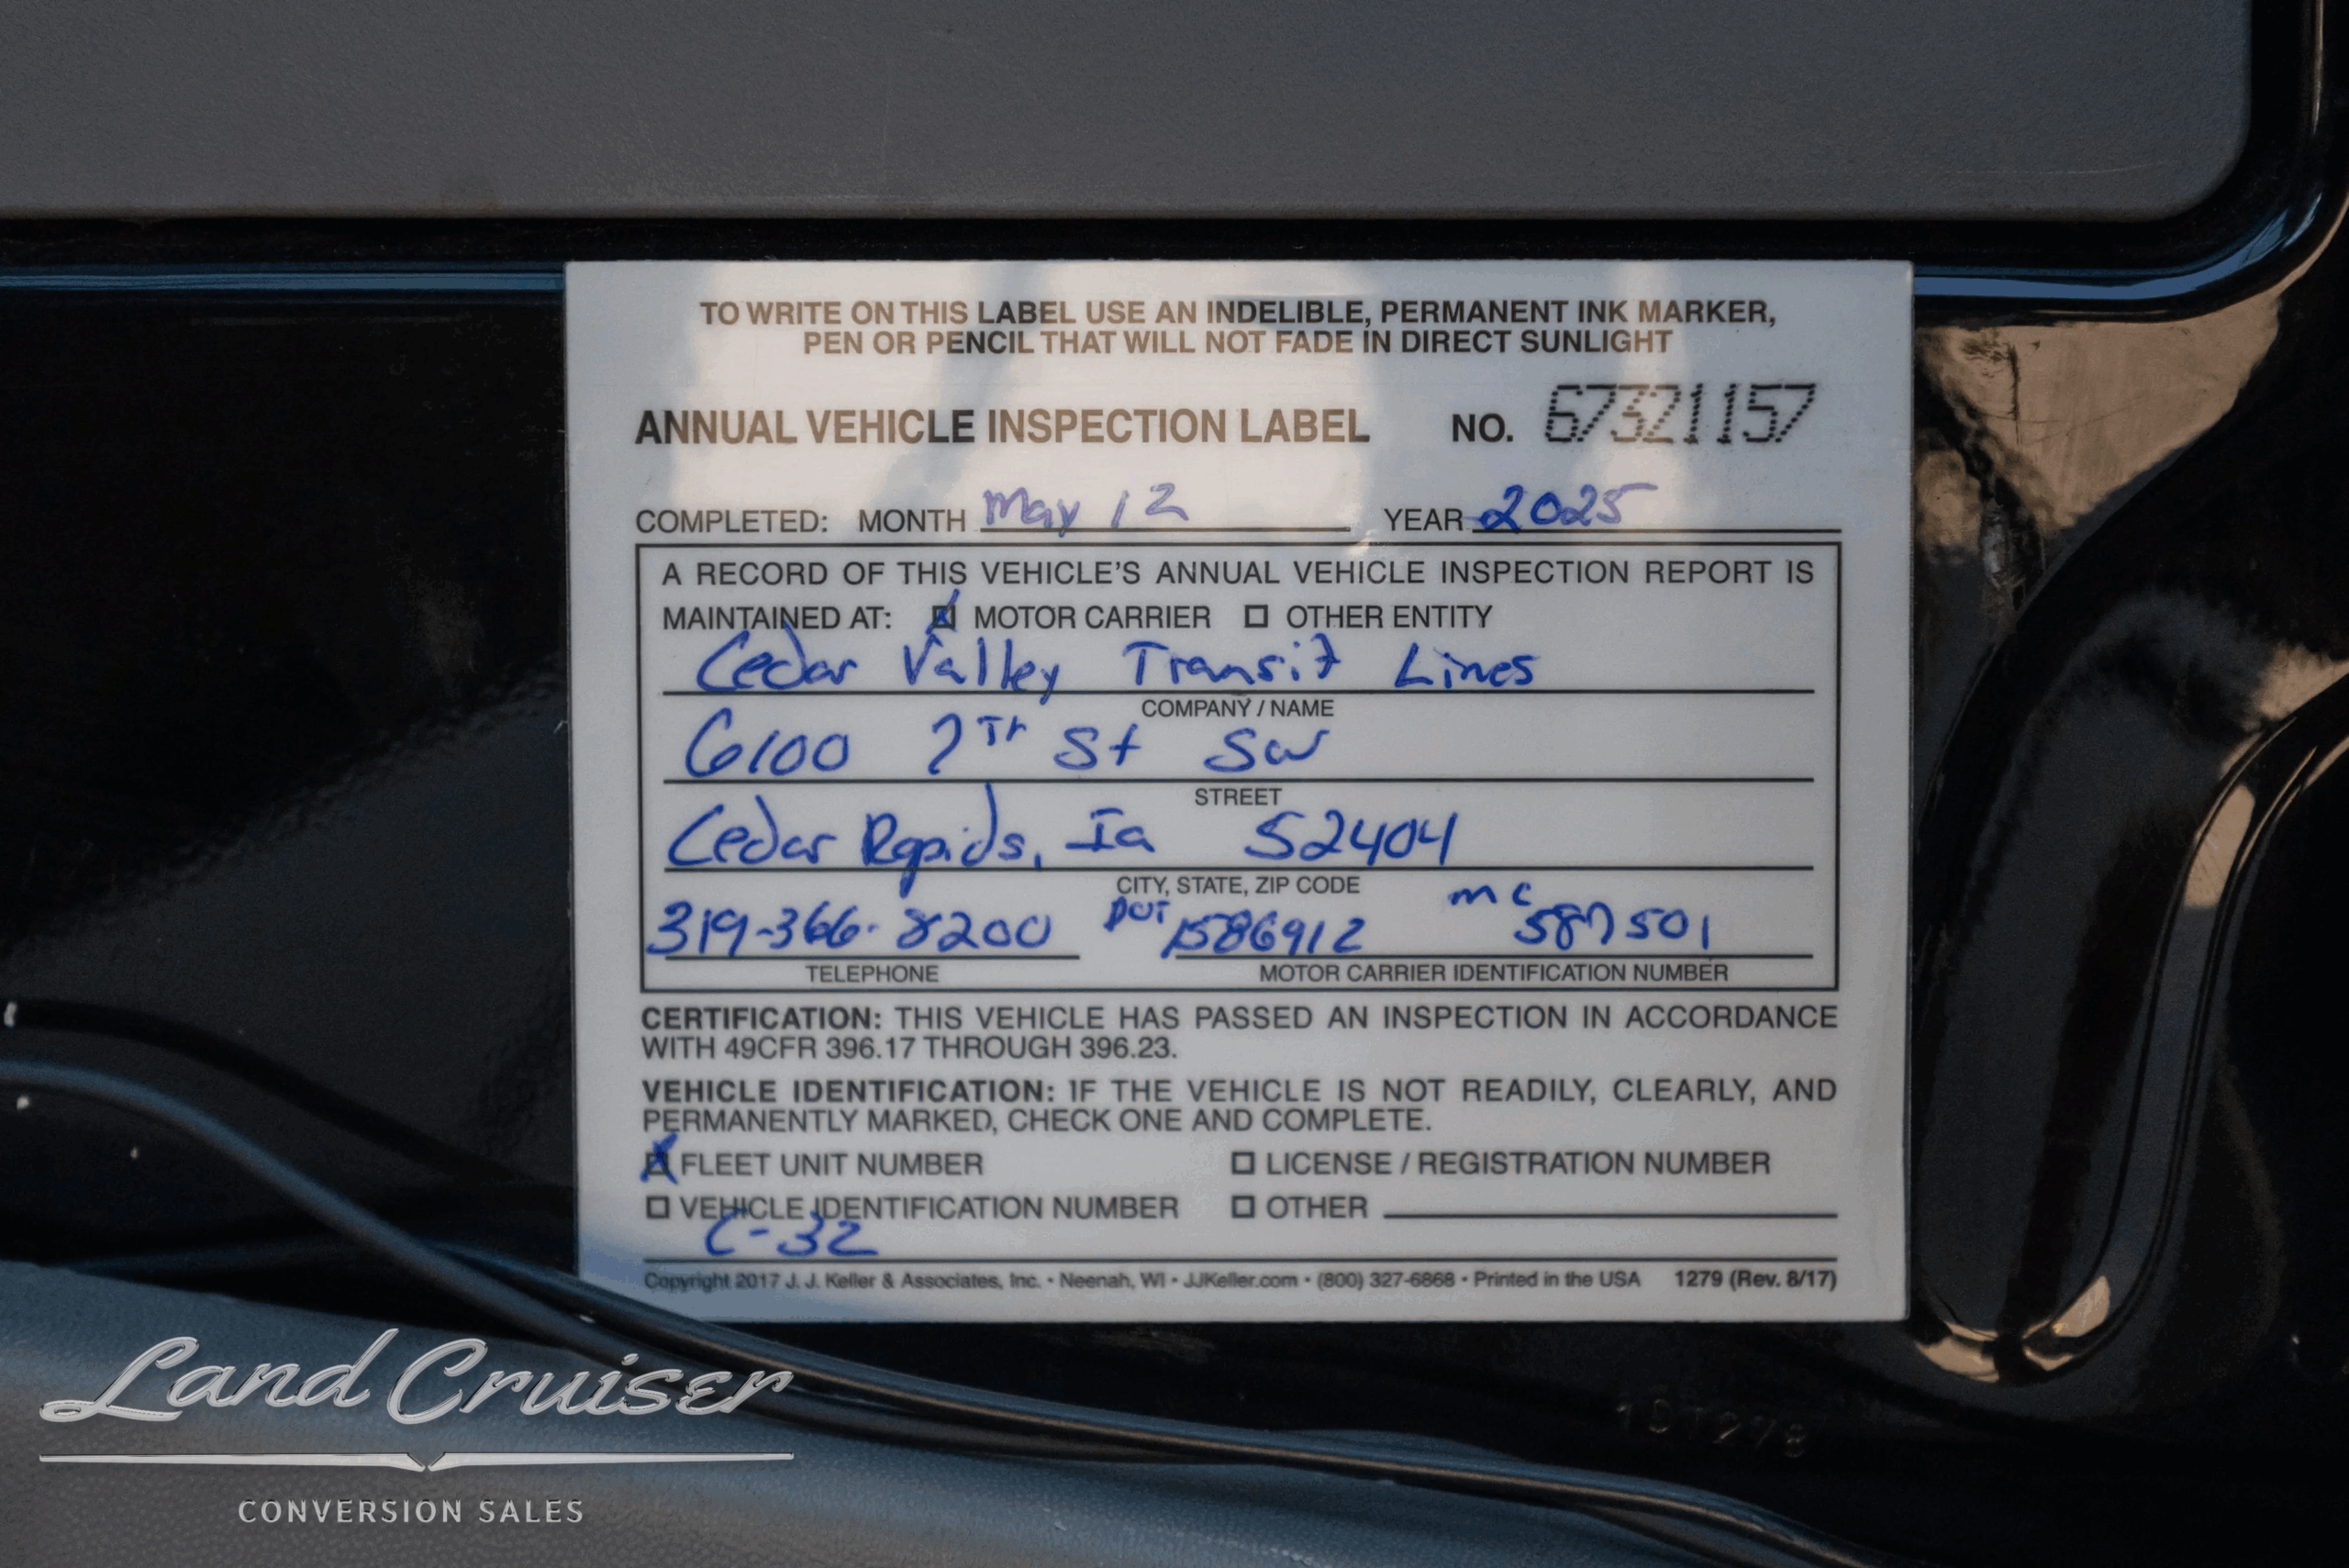 TO WRITE ON THIS LABEL USE AN INDELIBLE, PERMANENT INK MARKER,
PEN OR PENCIL THAT WILL NOT FADE IN DIRECT SUNLIGHT
ANNUAL VEHICLE INSPECTION LABEL NO. 67321157
COMPLETED: MONTH May 12 YEAR 2025
A RECORD OF THIS VEHICLE'S ANNUAL VEHICLE INSPECTION REPORT IS
MAINTAINED AT: MOTOR CARRIER OTHER ENTITY
Cedar Valley Transit Lines
COMPANY / NAME
6100 7th St SW
STREET
Cedar Rapids, Ia 52404
CITY, STATE, ZIP CODE
319-366-8200 DOT 1586912 mc 587501
TELEPHONE MOTOR CARRIER IDENTIFICATION NUMBER
CERTIFICATION: THIS VEHICLE HAS PASSED AN INSPECTION IN ACCORDANCE
WITH 49CFR 396.17 THROUGH 396.23.
VEHICLE IDENTIFICATION: IF THE VEHICLE IS NOT READILY, CLEARLY, AND
PERMANENTLY MARKED, CHECK ONE AND COMPLETE.
FLEET UNIT NUMBER LICENSE / REGISTRATION NUMBER
VEHICLE IDENTIFICATION NUMBER OTHER
C-32
Copyright 2017 J. J. Keller & Associates, Inc. • Neenah, WI • JJKeller.com • (800) 327-6868 • Printed in the USA 1279 (Rev. 8/17)
Land Cruiser
CONVERSION SALES